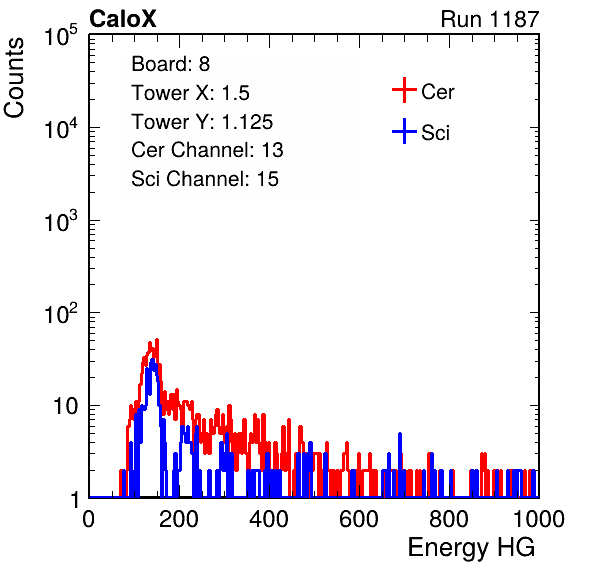 CaloX Run 1187
Counts
10^5
10^4
10^3
10^2
10
1
Board: 8
Tower X: 1.5
Tower Y: 1.125
Cer Channel: 13
Sci Channel: 15
Cer
Sci
0 200 400 600 800 1000
Energy HG